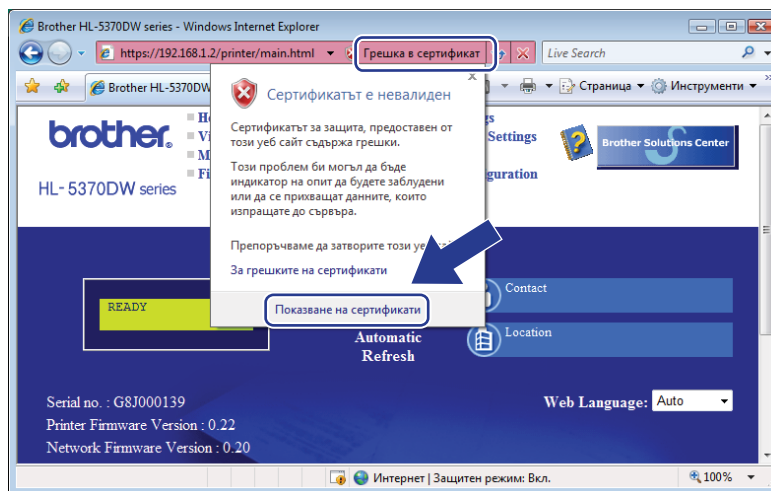 Brother HL-5370DW series - Windows Internet Explorer
https://192.168.1.2/printer/main.html
Грешка в сертификат
Live Search
Brother HL-5370DW
Страница
Инструменти
Сертификатът е невалиден
Сертификатът за защита, предоставен от
този уеб сайт съдържа грешки.
Този проблем би могъл да бъде
индикатор на опит да бъдете заблудени
или да се прихващат данните, които
изпращате до сървъра.
Препоръчваме да затворите този
За грешките на сертификати
Показване на сертификати
brother
HL-5370DW series
Settings
Brother Solutions Center
READY
Contact
Location
Automatic
Refresh
Serial no. : G8J000139
Printer Firmware Version : 0.22
Network Firmware Version : 0.20
Web Language: Auto
Интернет | Защитен режим: Вкл.
100%